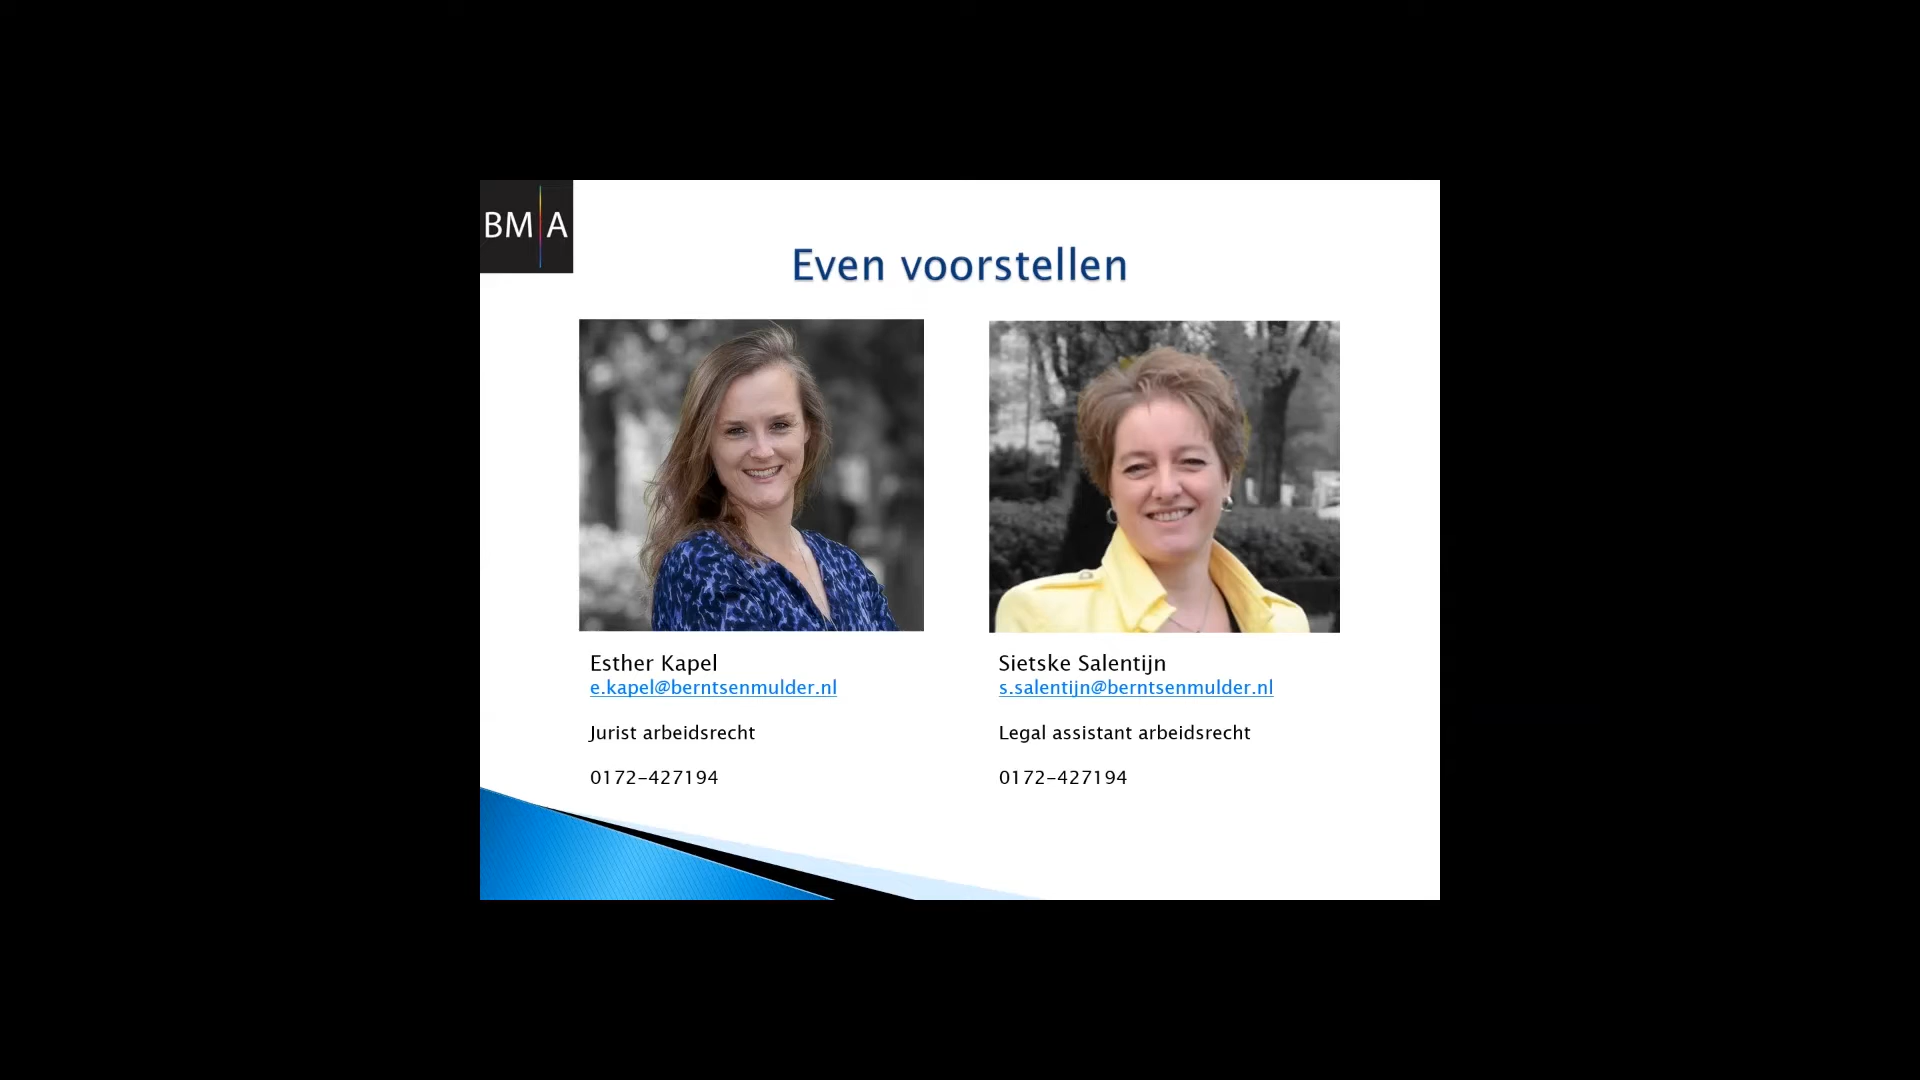 BM|A
Even voorstellen
Esther Kapel
e.kapel@berntsenmulder.nl
Jurist arbeidsrecht
0172-427194
Sietske Salentijn
s.salentijn@berntsenmulder.nl
Legal assistant arbeidsrecht
0172-427194